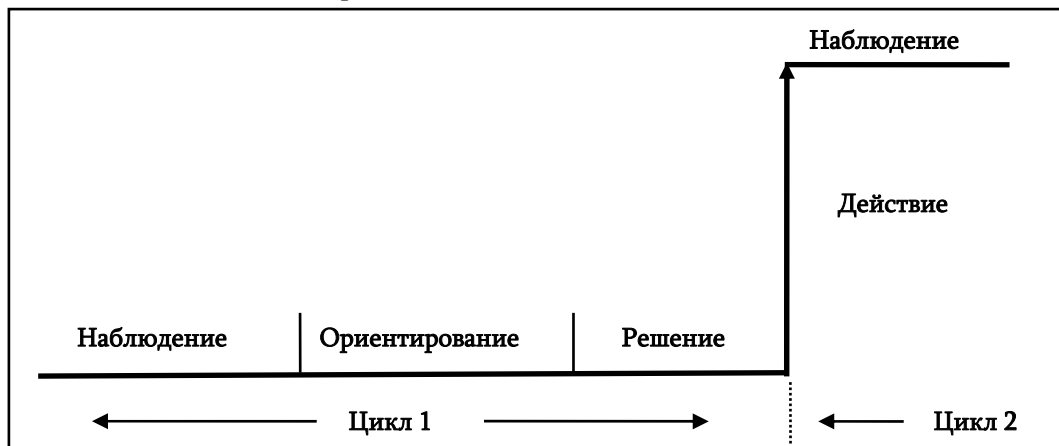 Наблюдение
Действие
Наблюдение Ориентирование Решение
Цикл 1 Цикл 2